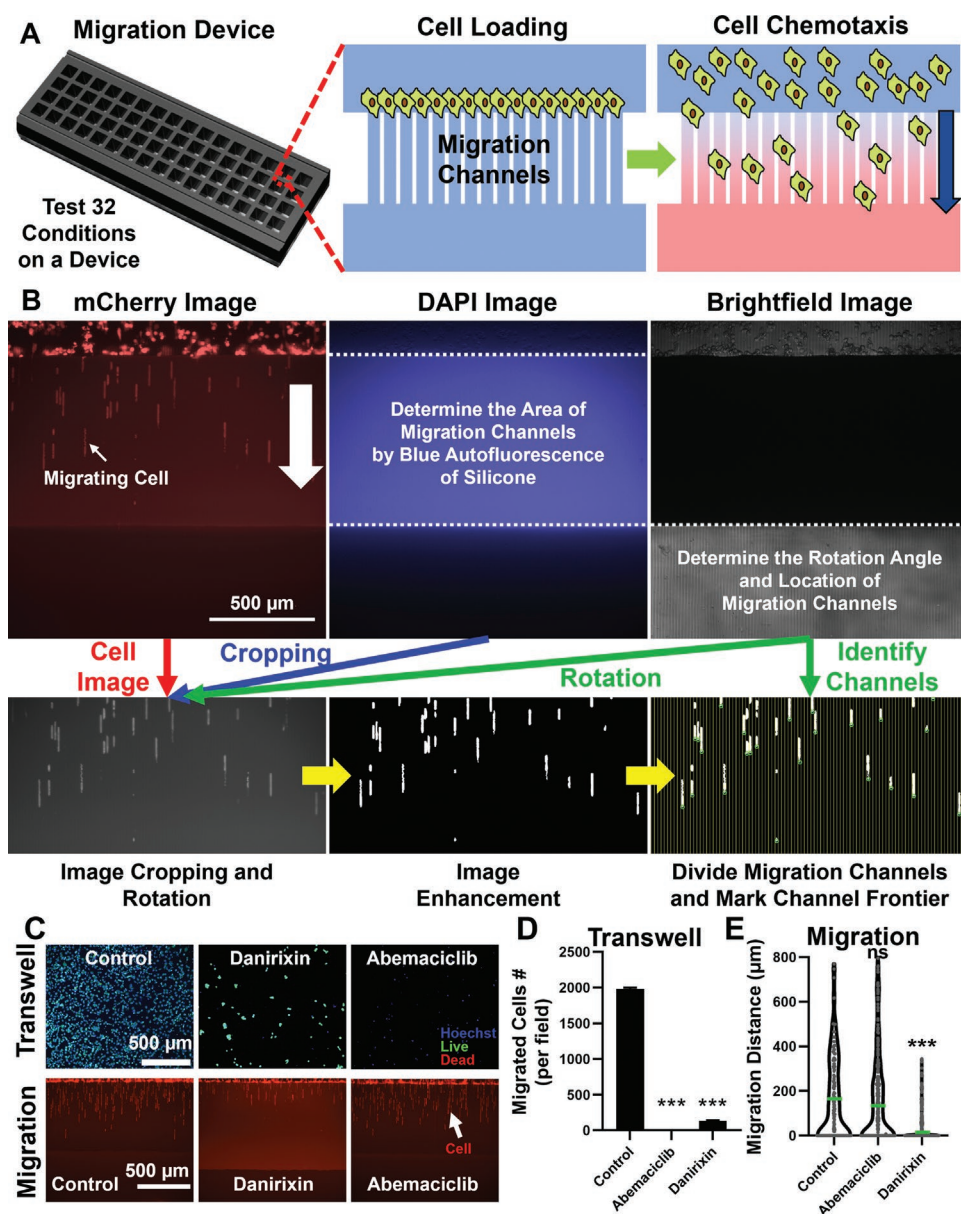 A
Migration Device
Cell Loading
Cell Chemotaxis
Migration
Channels
Test 32
Conditions
on a Device
B
mCherry Image
DAPI Image
Brightfield Image
Determine the Area of
Migration Channels
by Blue Autofluorescence
of Silicone
Migrating Cell
Determine the Rotation Angle
and Location of
Migration Channels
500 µm
Cell
Image
Cropping
Rotation
Identify
Channels
Image Cropping and
Rotation
Image
Enhancement
Divide Migration Channels
and Mark Channel Frontier
C
Transwell
Control
Danirixin
Abemaciclib
500 µm
Hoechst
Live
Dead
Migration
Cell
500 µm
Control
Danirixin
Abemaciclib
D
Transwell
Migrated Cells #
(per field)
2500
2000
1500
1000
500
0
*** ***
Control
Abemaciclib
Danirixin
E
Migration
ns
Migration Distance (µm)
800
600
400
200
0
***
Control
Abemaciclib
Danirixin